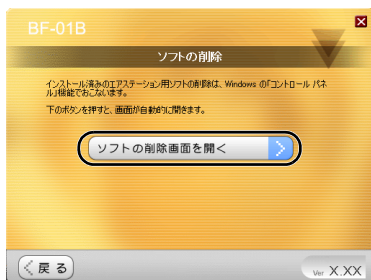 BF-01B
ソフトの削除
インストール済みのエアステーション用ソフトの削除は、Windows の「コントロール パネ
ル」機能でおこないます。
下のボタンを押すと、画面が自動的に開きます。
ソフトの削除画面を開く
戻る
Ver X.XX